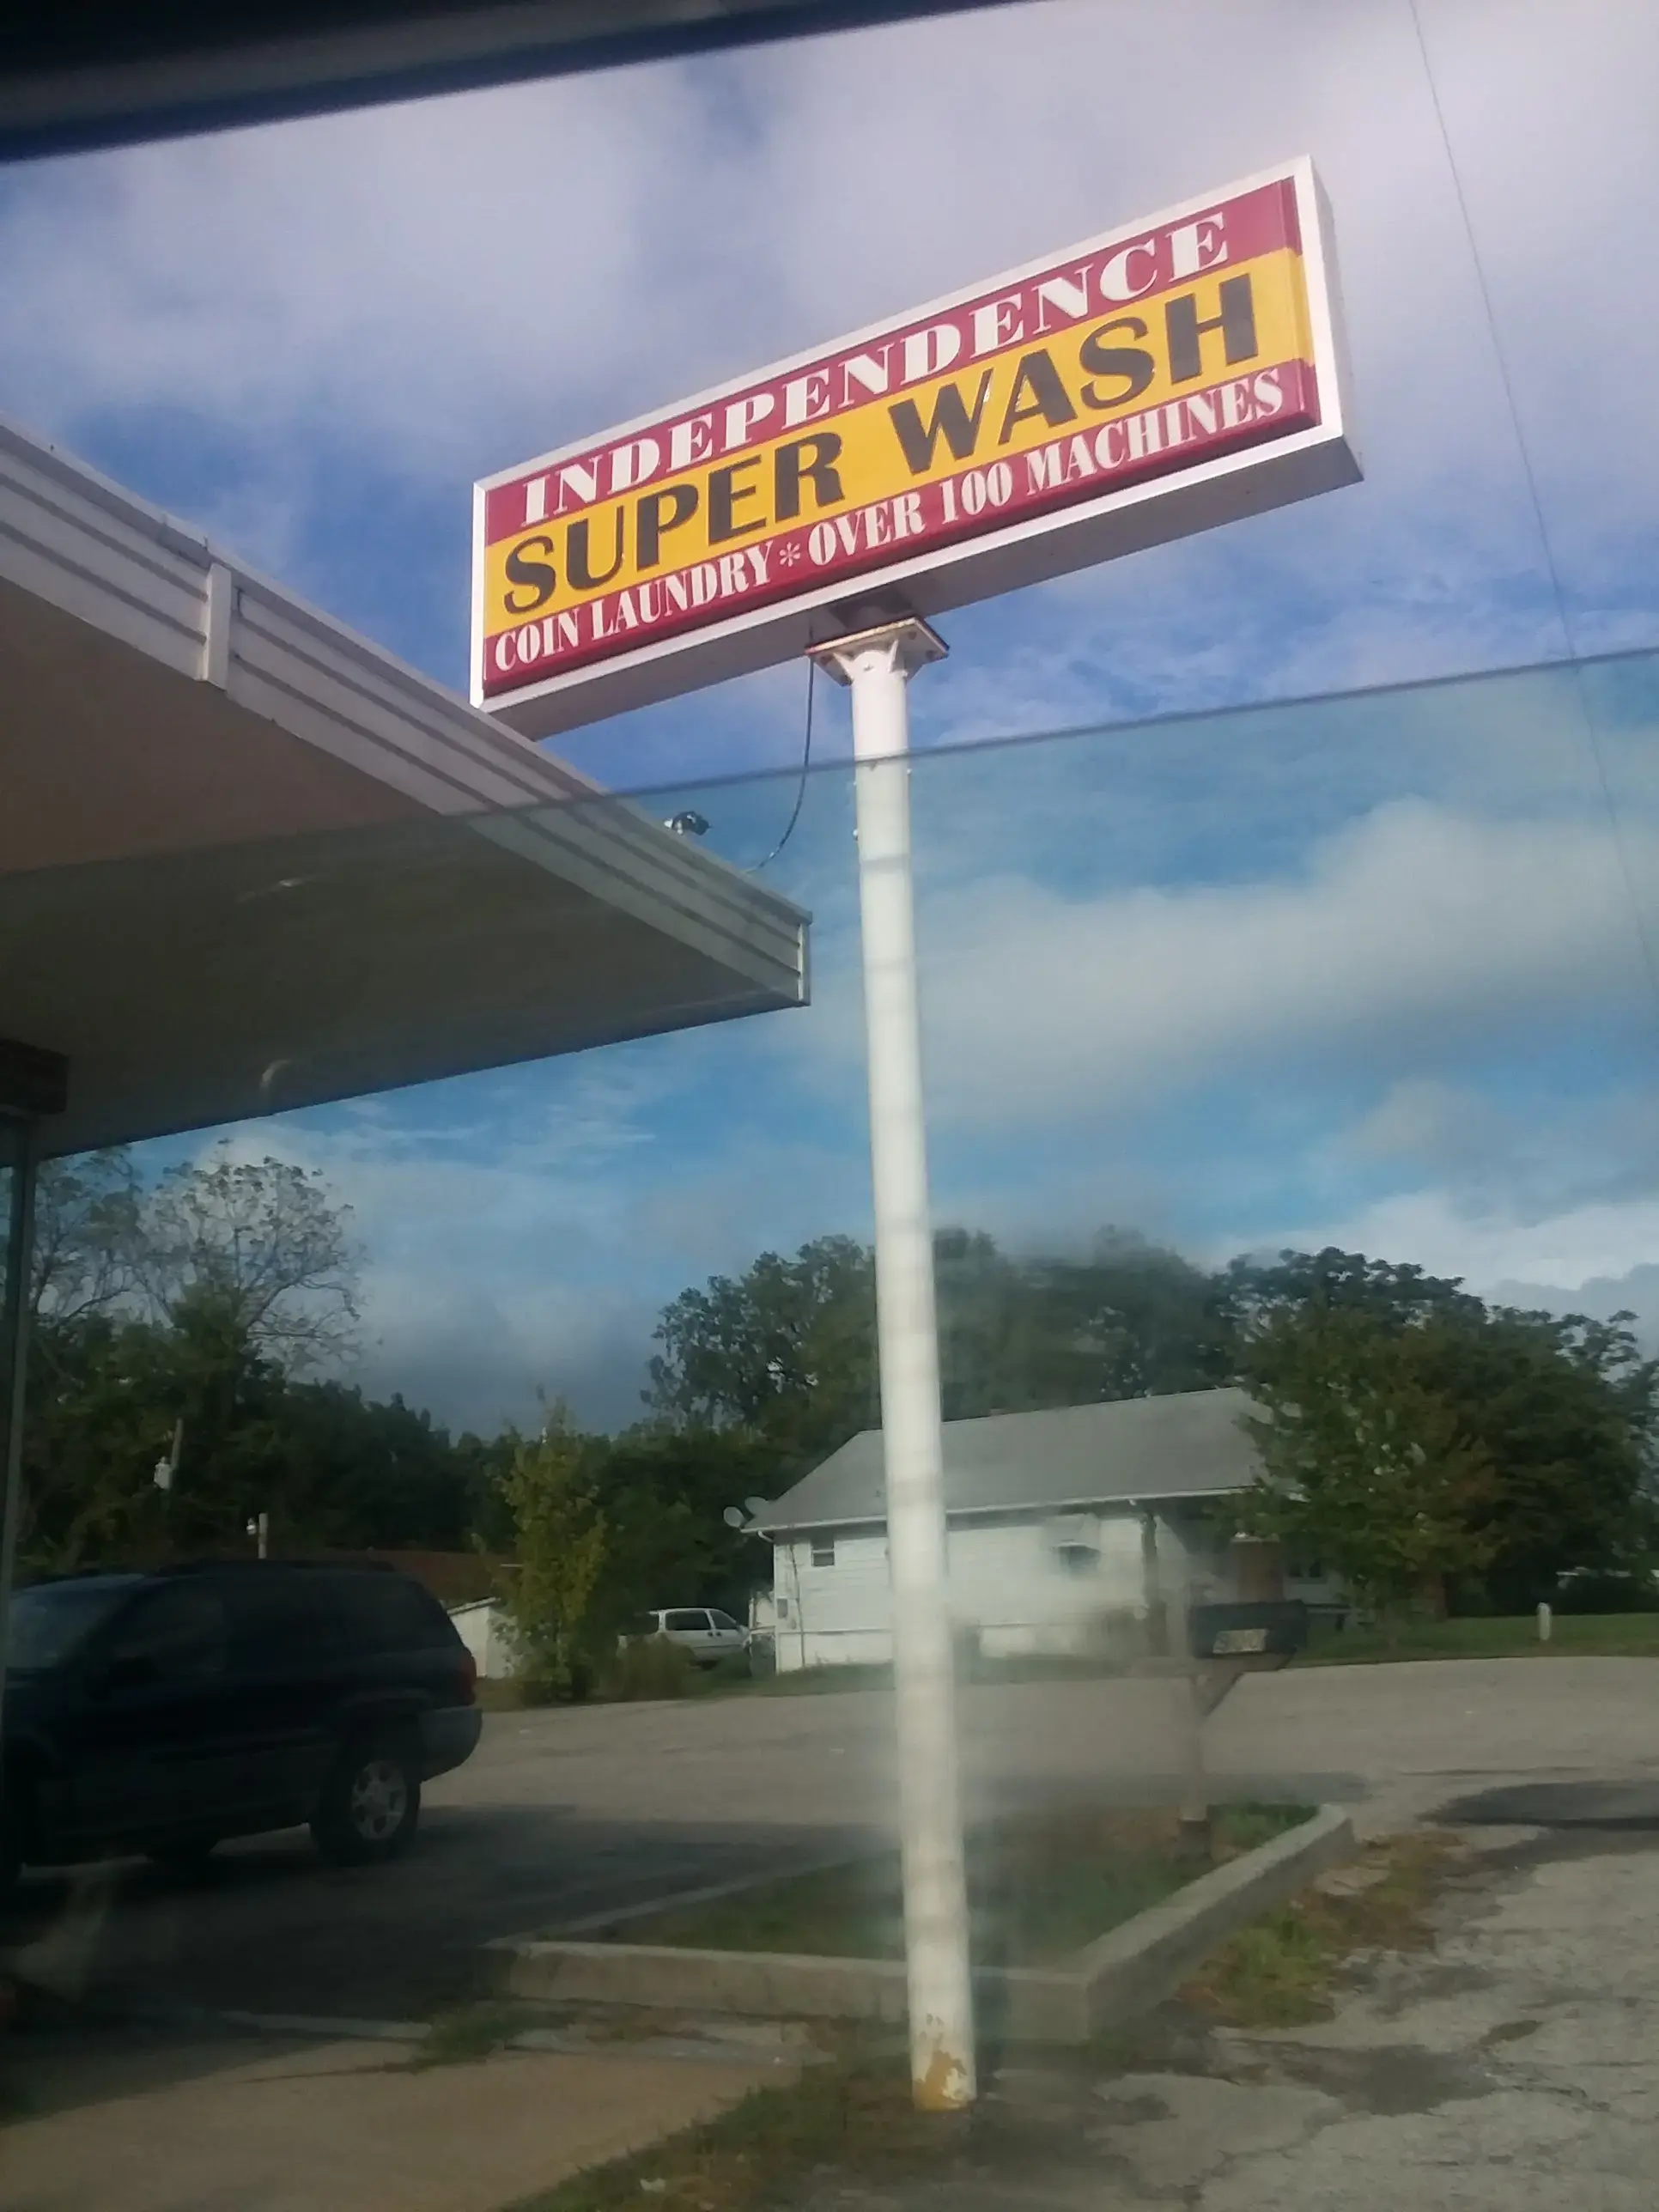 INDEPENDENCE
SUPER WASH
COIN LAUNDRY * OVER 100 MACHINES